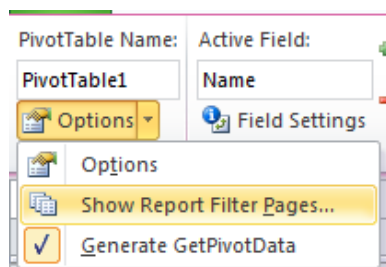 PivotTable Name: Active Field:
PivotTable1 Name
Options Field Settings
Options
Show Report Filter Pages...
Generate GetPivotData